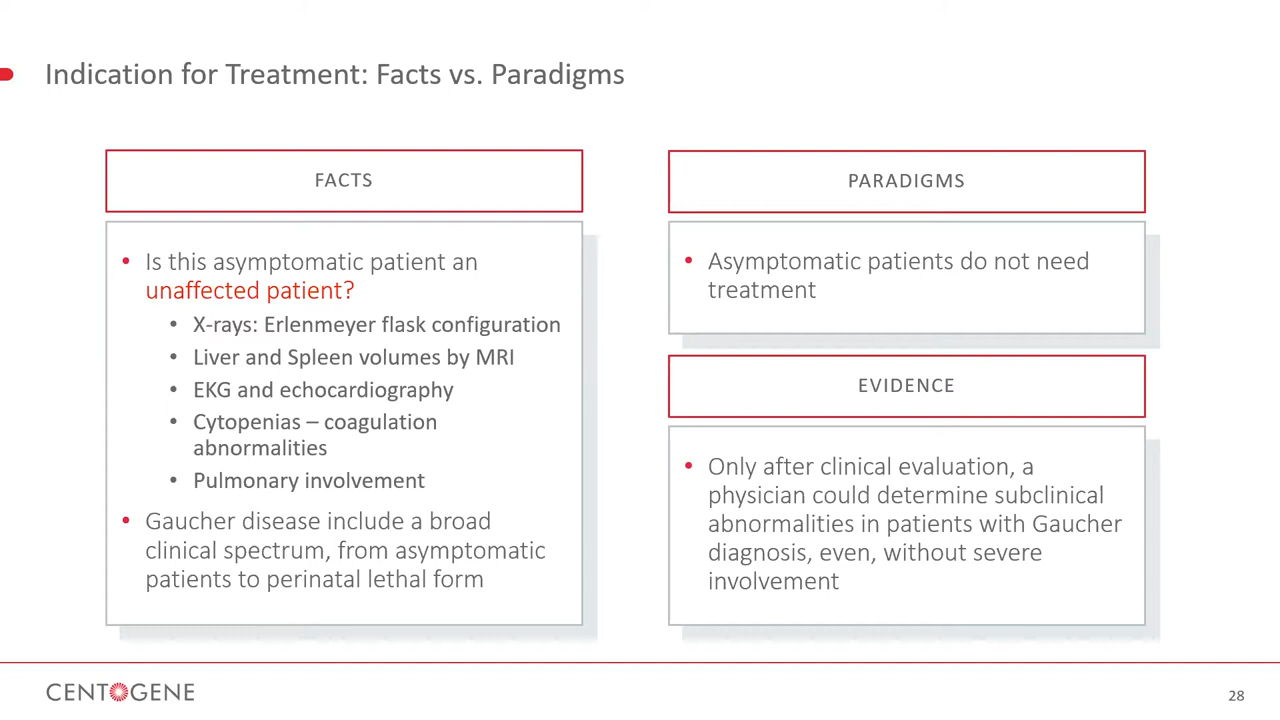 Indication for Treatment: Facts vs. Paradigms
FACTS
• Is this asymptomatic patient an
unaffected patient?
• X-rays: Erlenmeyer flask configuration
• Liver and Spleen volumes by MRI
• EKG and echocardiography
• Cytopenias – coagulation
abnormalities
• Pulmonary involvement
• Gaucher disease include a broad
clinical spectrum, from asymptomatic
patients to perinatal lethal form
PARADIGMS
• Asymptomatic patients do not need
treatment
EVIDENCE
• Only after clinical evaluation, a
physician could determine subclinical
abnormalities in patients with Gaucher
diagnosis, even, without severe
involvement
CENTOGENE
28